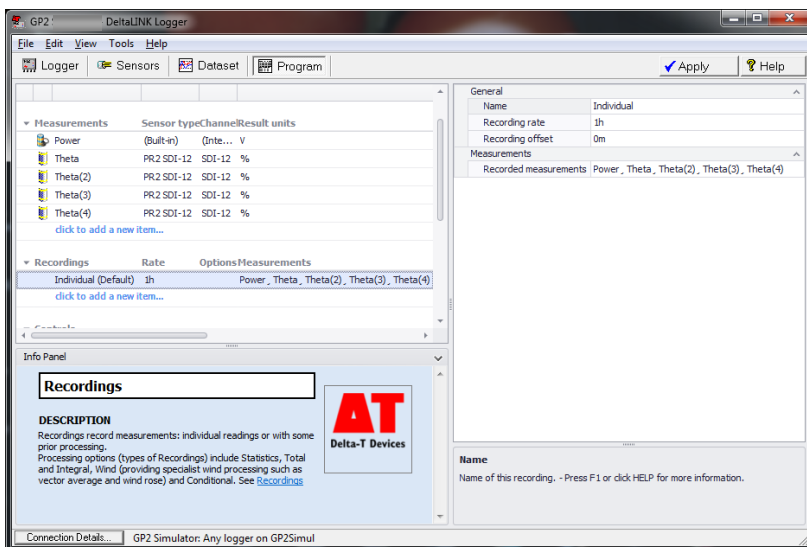 GP2 : DeltaLINK Logger
File Edit View Tools Help
Logger Sensors Dataset Program Apply Help
Measurements Sensor type Channel Result units
Power (Built-in) (Inte... V
Theta PR2 SDI-12 SDI-12 %
Theta(2) PR2 SDI-12 SDI-12 %
Theta(3) PR2 SDI-12 SDI-12 %
Theta(4) PR2 SDI-12 SDI-12 %
click to add a new item...
Recordings Rate Options Measurements
Individual (Default) 1h Power , Theta , Theta(2) , Theta(3) , Theta(4)
click to add a new item...
Controls
General
Name Individual
Recording rate 1h
Recording offset 0m
Measurements
Recorded measurements Power , Theta , Theta(2) , Theta(3) , Theta(4)
Info Panel
Recordings
DESCRIPTION
Recordings record measurements: individual readings or with some
prior processing.
Processing options (types of Recordings) include Statistics, Total
and Integral, Wind (providing specialist wind processing such as
vector average and wind rose) and Conditional. See Recordings
AT
Delta-T Devices
Name
Name of this recording. - Press F1 or click HELP for more information.
Connection Details... GP2 Simulator: Any logger on GP2Simul